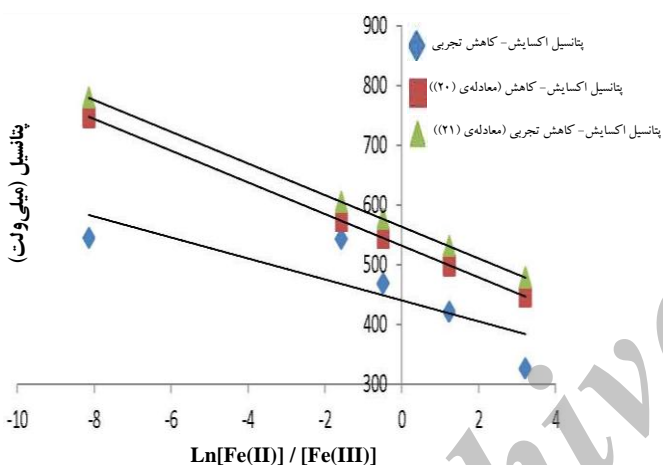 900
800
700
600
500
400
300
پتانسیل اکسایش- کاهش تجربی
پتانسیل اکسایش- کاهش (معادله‌ی (۲۰))
پتانسیل اکسایش- کاهش تجربی (معادله‌ی (۲۱))
پتانسیل (میلی‌ولت)
-10 -8 -6 -4 -2 0 2 4
Ln[Fe(II)] / [Fe(III)]